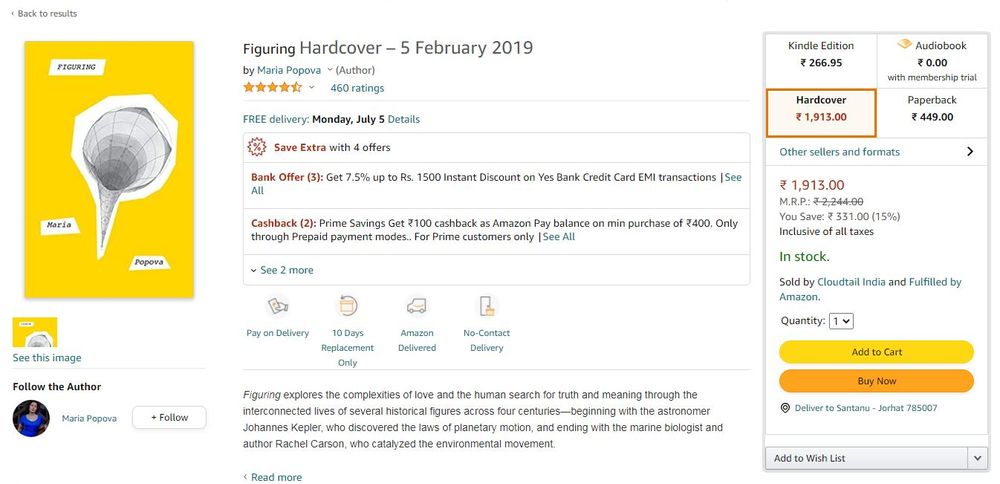 ‹ Back to results
FIGURING
Maria
Popova
See this image
Follow the Author
Maria Popova
+ Follow
Figuring Hardcover – 5 February 2019
by Maria Popova (Author)
460 ratings
FREE delivery: Monday, July 5 Details
Save Extra with 4 offers
Bank Offer (3): Get 7.5% up to Rs. 1500 Instant Discount on Yes Bank Credit Card EMI transactions | See
All
Cashback (2): Prime Savings Get ₹100 cashback as Amazon Pay balance on min purchase of ₹400. Only
through Prepaid payment modes.. For Prime customers only | See All
See 2 more
Pay on Delivery
10 Days
Replacement
Only
Amazon
Delivered
No-Contact
Delivery
Figuring explores the complexities of love and the human search for truth and meaning through the
interconnected lives of several historical figures across four centuries—beginning with the astronomer
Johannes Kepler, who discovered the laws of planetary motion, and ending with the marine biologist and
author Rachel Carson, who catalyzed the environmental movement.
‹ Read more
Kindle Edition
₹ 266.95
Audiobook
₹ 0.00
with membership trial
Hardcover
₹ 1,913.00
Paperback
₹ 449.00
Other sellers and formats
₹ 1,913.00
M.R.P.: ₹ 2,244.00
You Save: ₹ 331.00 (15%)
Inclusive of all taxes
In stock.
Sold by Cloudtail India and Fulfilled by
Amazon.
Quantity: 1
Add to Cart
Buy Now
Deliver to Santanu - Jorhat 785007
Add to Wish List